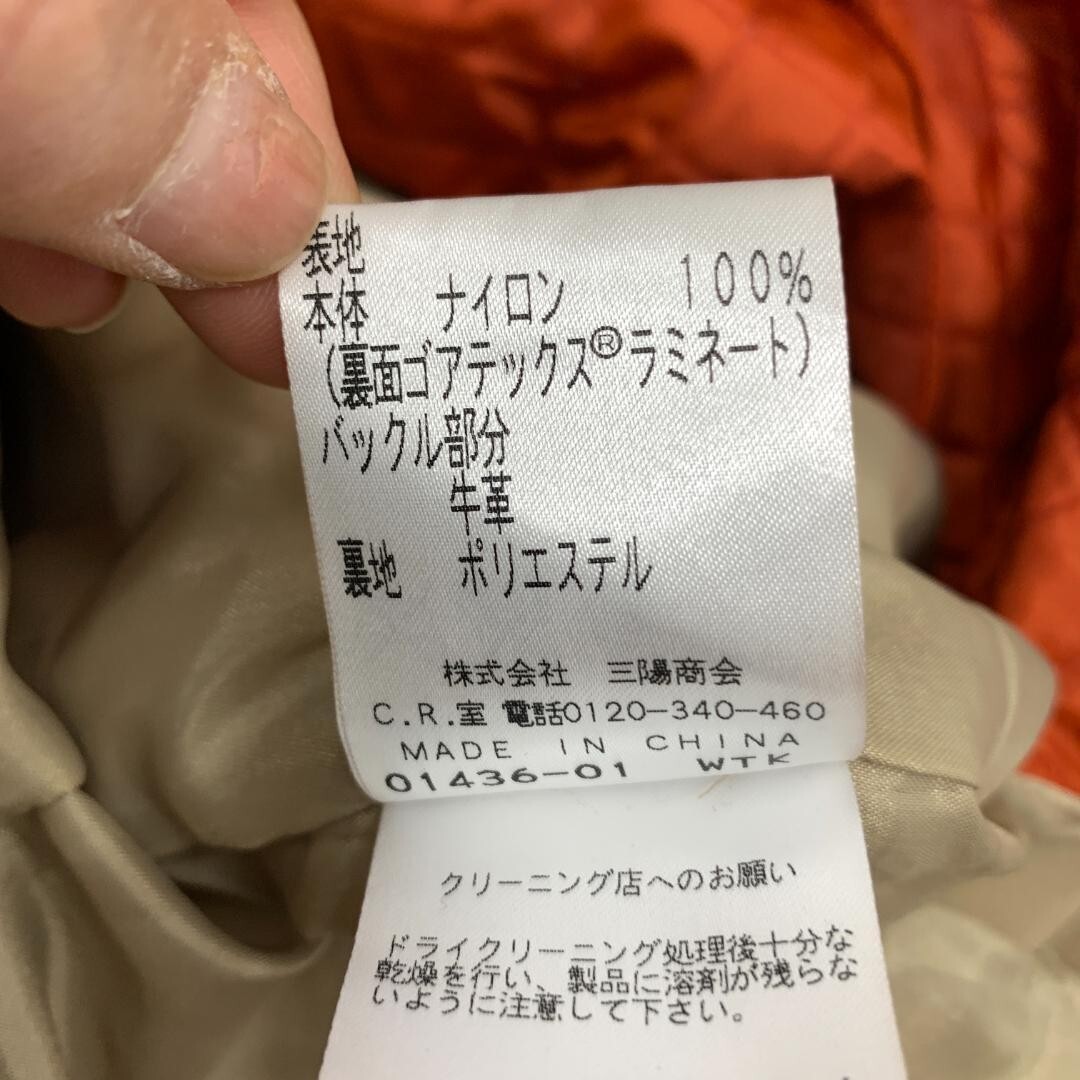 表地
本体 ナイロン 100%
(裏面ゴアテックス®ラミネート)
バックル部分
牛革
裏地 ポリエステル
株式会社 三陽商会
C.R.室 電話0120-340-460
MADE IN CHINA
01436-01 WTK
クリーニング店へのお願い
ドライクリーニング処理後十分な
乾燥を行い、製品に溶剤が残らな
いように注意して下さい。